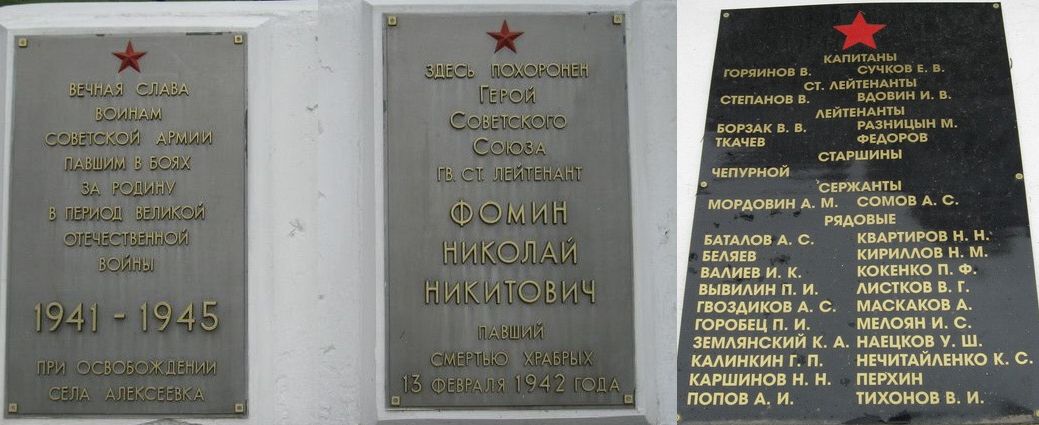 ВЕЧНАЯ СЛАВА
ВОИНАМ
СОВЕТСКОЙ АРМИИ
ПАВШИМ В БОЯХ
ЗА РОДИНУ
В ПЕРИОД ВЕЛИКОЙ
ОТЕЧЕСТВЕННОЙ
ВОЙНЫ
1941 - 1945
ПРИ ОСВОБОЖДЕНИИ
СЕЛА АЛЕКСЕЕВКА
ЗДЕСЬ ПОХОРОНЕН
ГЕРОЙ
СОВЕТСКОГО
СОЮЗА
ГВ. СТ. ЛЕЙТЕНАНТ
ФОМИН
НИКОЛАЙ
НИКИТОВИЧ
ПАВШИЙ
СМЕРТЬЮ ХРАБРЫХ
13 ФЕВРАЛЯ 1942 ГОДА
КАПИТАНЫ
ГОРЯИНОВ В. СУЧКОВ Е. В.
СТ. ЛЕЙТЕНАНТЫ
СТЕПАНОВ В. ВДОВИН И. В.
ЛЕЙТЕНАНТЫ
БОРЗАК В. В. РАЗНИЦЫН М.
ТКАЧЕВ ФЕДОРОВ
СТАРШИНЫ
ЧЕПУРНОЙ
СЕРЖАНТЫ
МОРДОВИН А. М. СОМОВ А. С.
РЯДОВЫЕ
БАТАЛОВ А. С. КВАРТИРОВ Н. Н.
БЕЛЯЕВ КИРИЛЛОВ Н. М.
ВАЛИЕВ И. К. КОКЕНКО П. Ф.
ВЫВИЛИН П. И. ЛИСТКОВ В. Г.
ГВОЗДИКОВ А. С. МАСКАКОВ А.
ГОРОБЕЦ П. И. МЕЛОЯН И. С.
ЗЕМЛЯНСКИЙ К. А. НАЕЦКОВ У. Ш.
КАЛИНКИН Г. П. НЕЧИТАЙЛЕНКО К. С.
КАРШИНОВ Н. Н. ПЕРХИН
ПОПОВ А. И. ТИХОНОВ В. И.